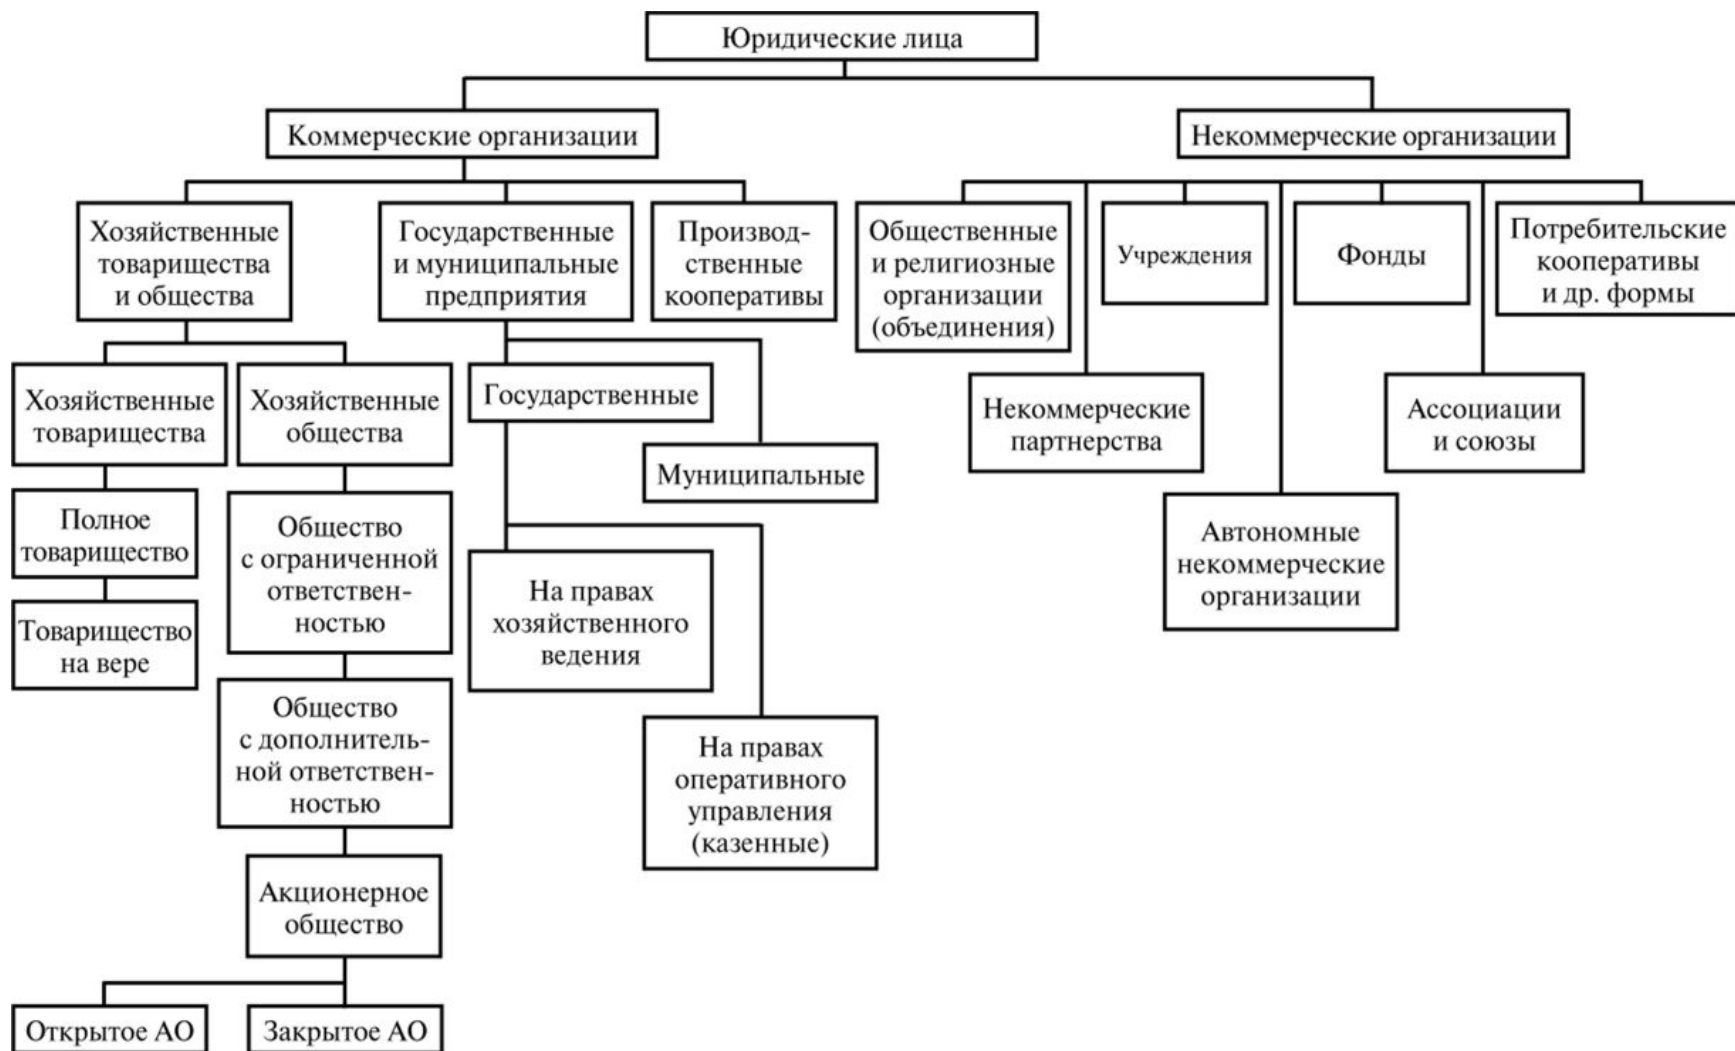 Юридические лица
Коммерческие организации
Некоммерческие организации
Хозяйственные
товарищества
и общества
Государственные
и муниципальные
предприятия
Производ-
ственные
кооперативы
Общественные
и религиозные
организации
(объединения)
Учреждения
Фонды
Потребительские
кооперативы
и др. формы
Хозяйственные
товарищества
Хозяйственные
общества
Государственные
Муниципальные
Некоммерческие
партнерства
Ассоциации
и союзы
Полное
товарищество
Общество
с ограниченной
ответствен-
ностью
На правах
хозяйственного
ведения
Автономные
некоммерческие
организации
Товарищество
на вере
Общество
с дополнитель-
ной ответствен-
ностью
На правах
оперативного
управления
(казенные)
Акционерное
общество
Открытое АО
Закрытое АО